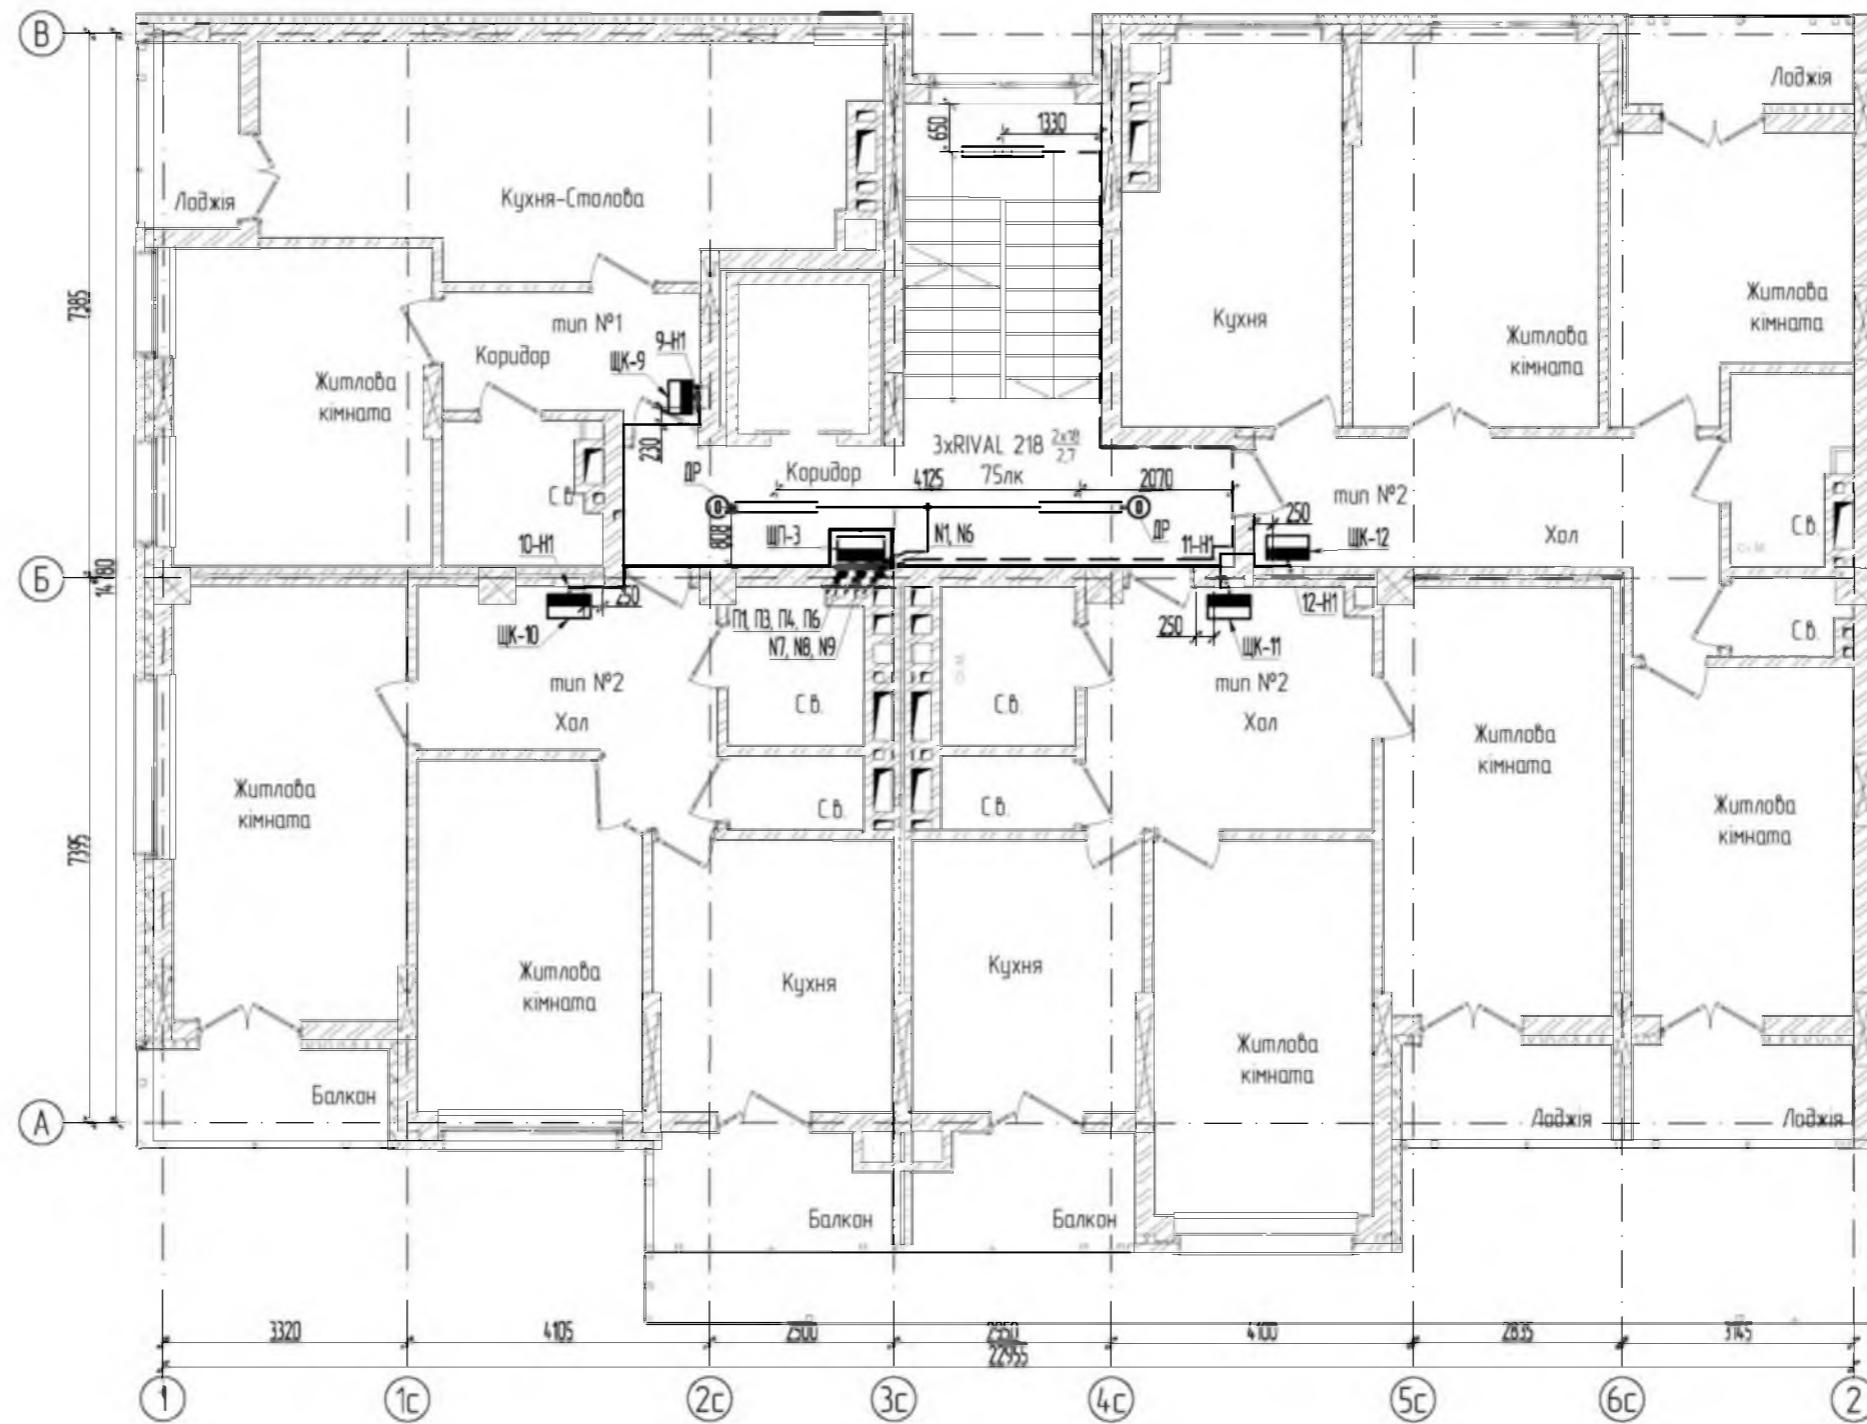 В
Лоджія
650
1330
Лоджія
Кухня-Столова
7385
тип №1
9-Н1
ЩК-9
Коридор
Житлова
кімната
Кухня
Житлова
кімната
Житлова
кімната
230
ДР
Коридор
3xRIVAL 218 2x18
2,7
75лк
4125
2070
С.В.
тип №2
250
ЩК-12
Хол
С.В.
808
ЩП-3
N1, N6
ДР
11-Н1
10-Н1
Б
14780
250
ЩК-10
П1, П3, П4, П6
N7, N8, N9
250
ЩК-11
12-Н1
С.В.
тип №2
Хол
С.В.
С.В.
тип №2
Хол
Житлова
кімната
Житлова
кімната
Житлова
кімната
С.В.
С.В.
7395
Житлова
кімната
Кухня
Кухня
Житлова
кімната
Балкон
А
Лоджія
Лоджія
Балкон
Балкон
3320
4105
2500
2950
4100
2835
3145
22955
1
1с
2с
3с
4с
5с
6с
2